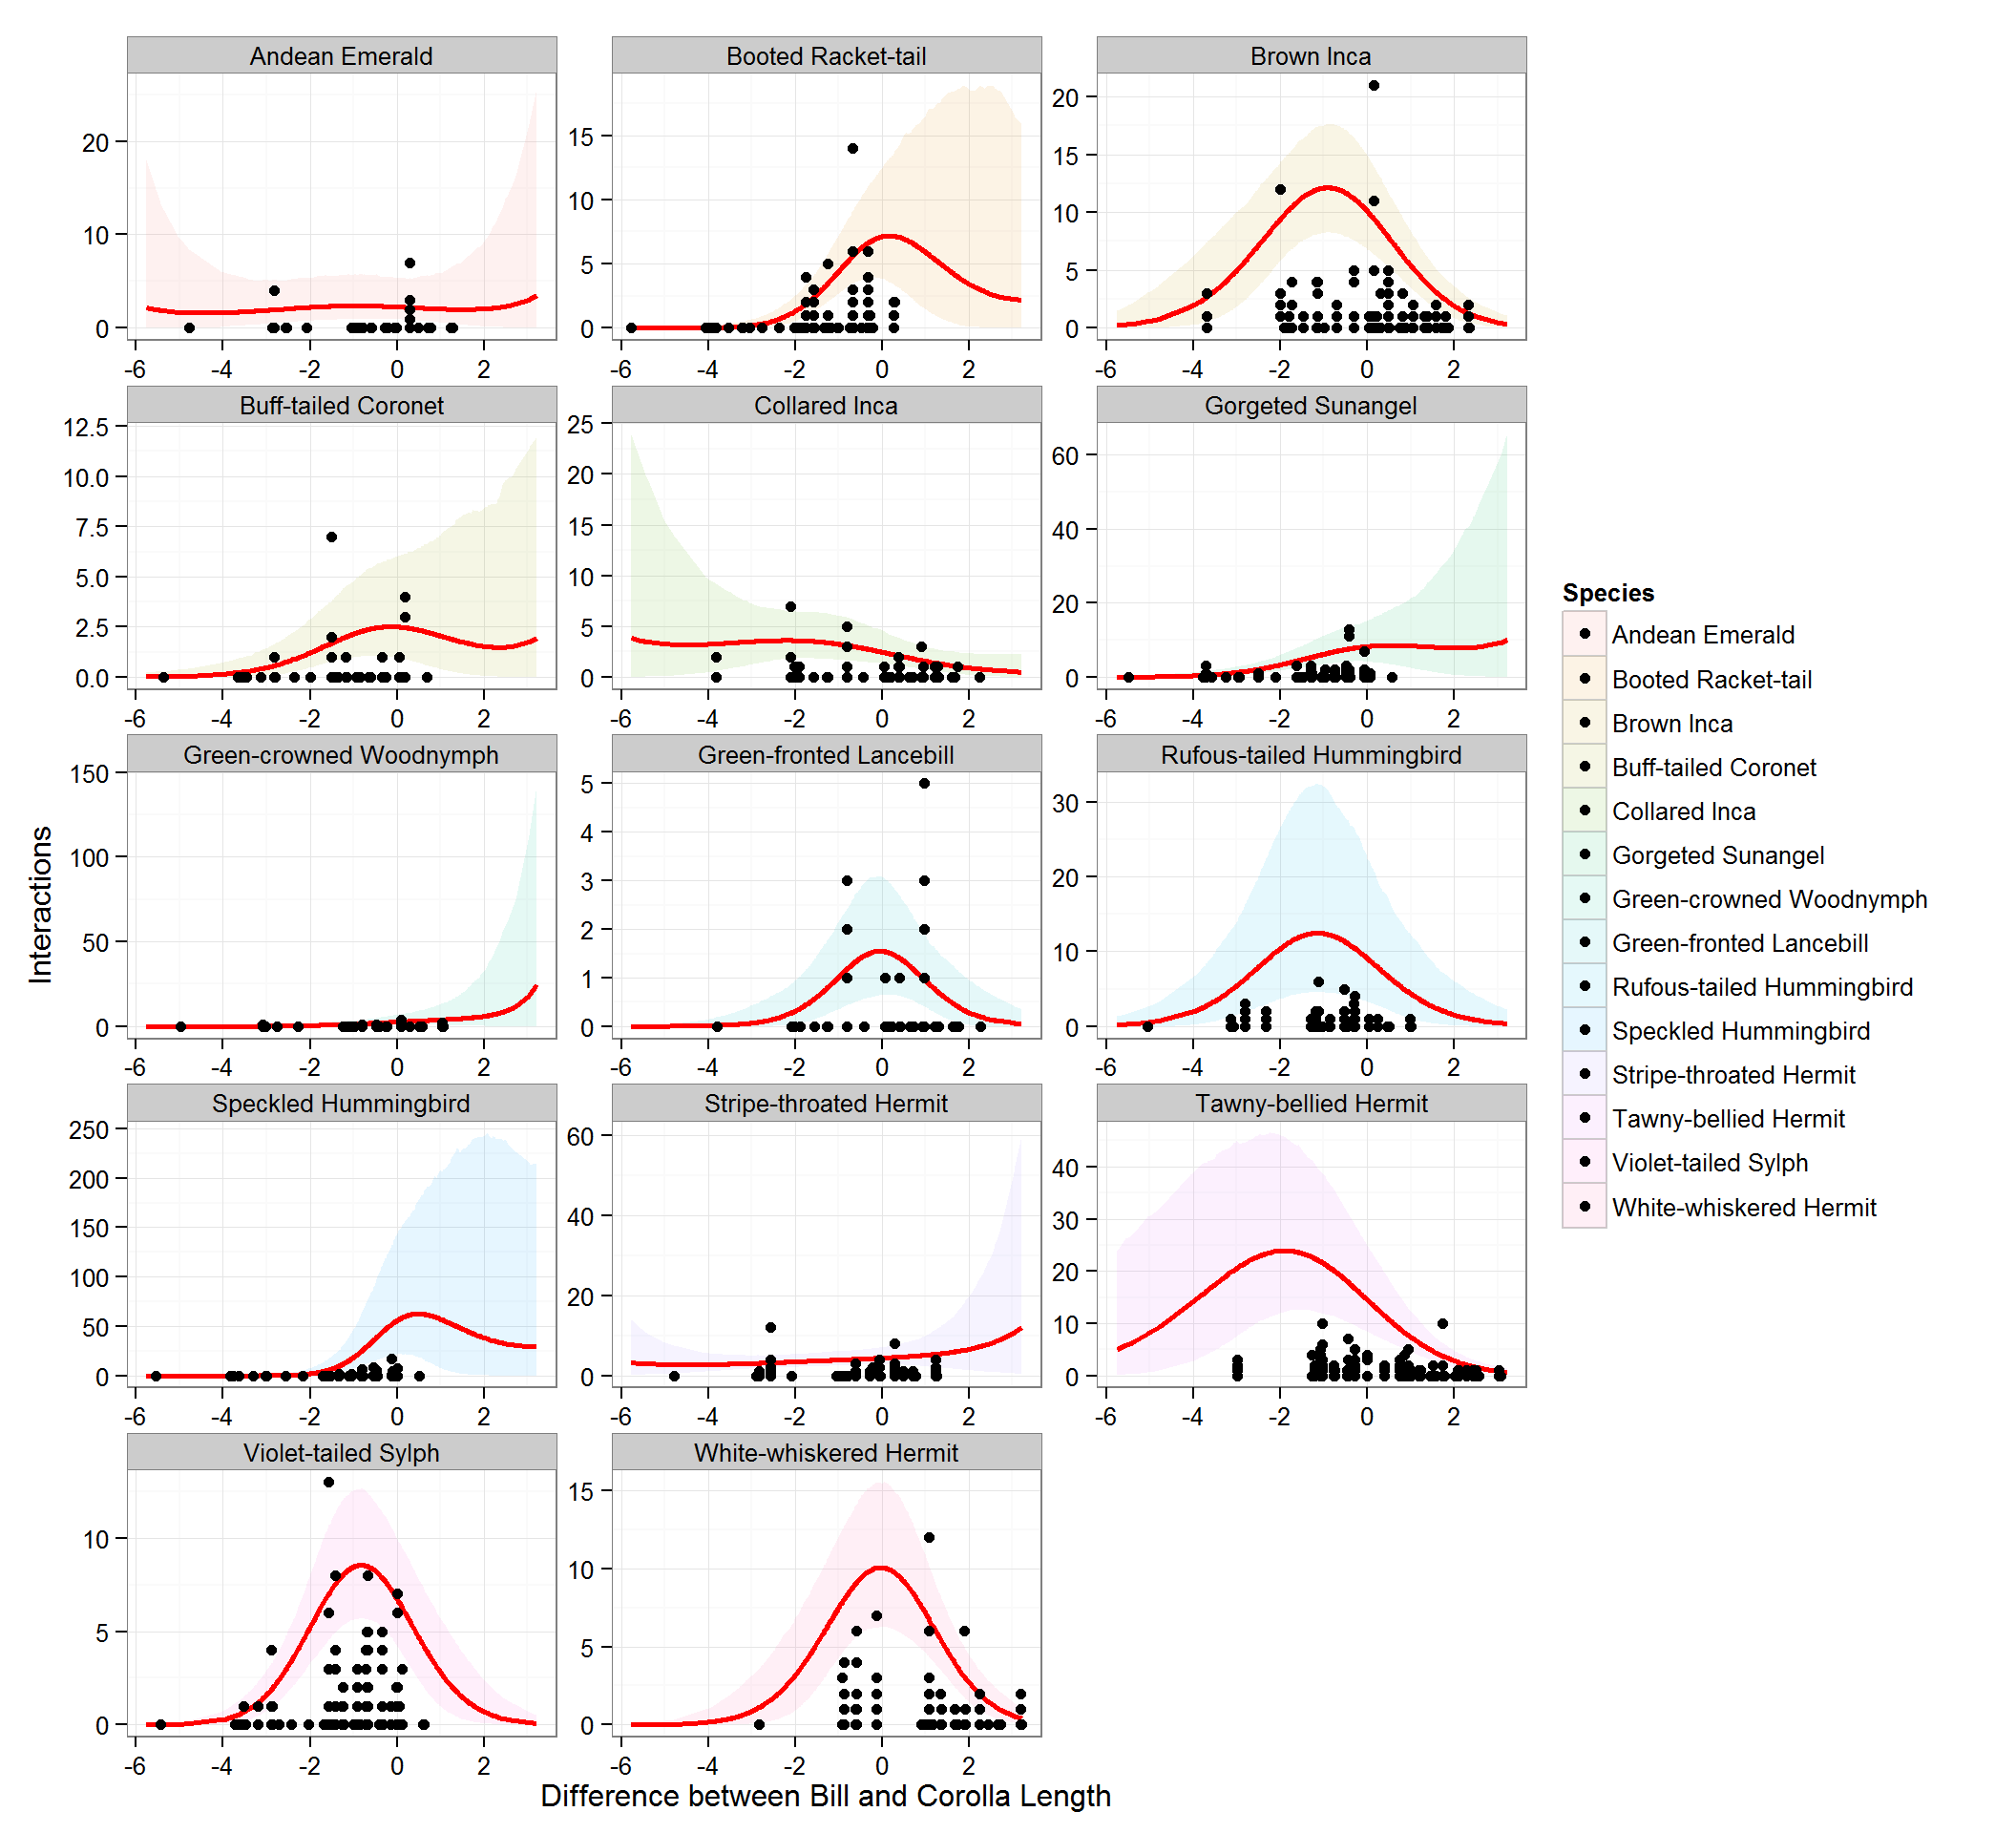 Andean Emerald
Booted Racket-tail
Brown Inca
20
10
0
-6 -4 -2 0 2
15
10
5
0
-6 -4 -2 0 2
20
15
10
5
0
-6 -4 -2 0 2
Buff-tailed Coronet
Collared Inca
Gorgeted Sunangel
12.5
10.0
7.5
5.0
2.5
0.0
-6 -4 -2 0 2
25
20
15
10
5
0
-6 -4 -2 0 2
60
40
20
0
-6 -4 -2 0 2
Green-crowned Woodnymph
Green-fronted Lancebill
Rufous-tailed Hummingbird
150
100
50
0
-6 -4 -2 0 2
5
4
3
2
1
0
-6 -4 -2 0 2
30
20
10
0
-6 -4 -2 0 2
Speckled Hummingbird
Stripe-throated Hermit
Tawny-bellied Hermit
250
200
150
100
50
0
-6 -4 -2 0 2
60
40
20
0
-6 -4 -2 0 2
40
30
20
10
0
-6 -4 -2 0 2
Violet-tailed Sylph
White-whiskered Hermit
10
5
0
-6 -4 -2 0 2
15
10
5
0
-6 -4 -2 0 2
Interactions
Difference between Bill and Corolla Length
Species
Andean Emerald
Booted Racket-tail
Brown Inca
Buff-tailed Coronet
Collared Inca
Gorgeted Sunangel
Green-crowned Woodnymph
Green-fronted Lancebill
Rufous-tailed Hummingbird
Speckled Hummingbird
Stripe-throated Hermit
Tawny-bellied Hermit
Violet-tailed Sylph
White-whiskered Hermit